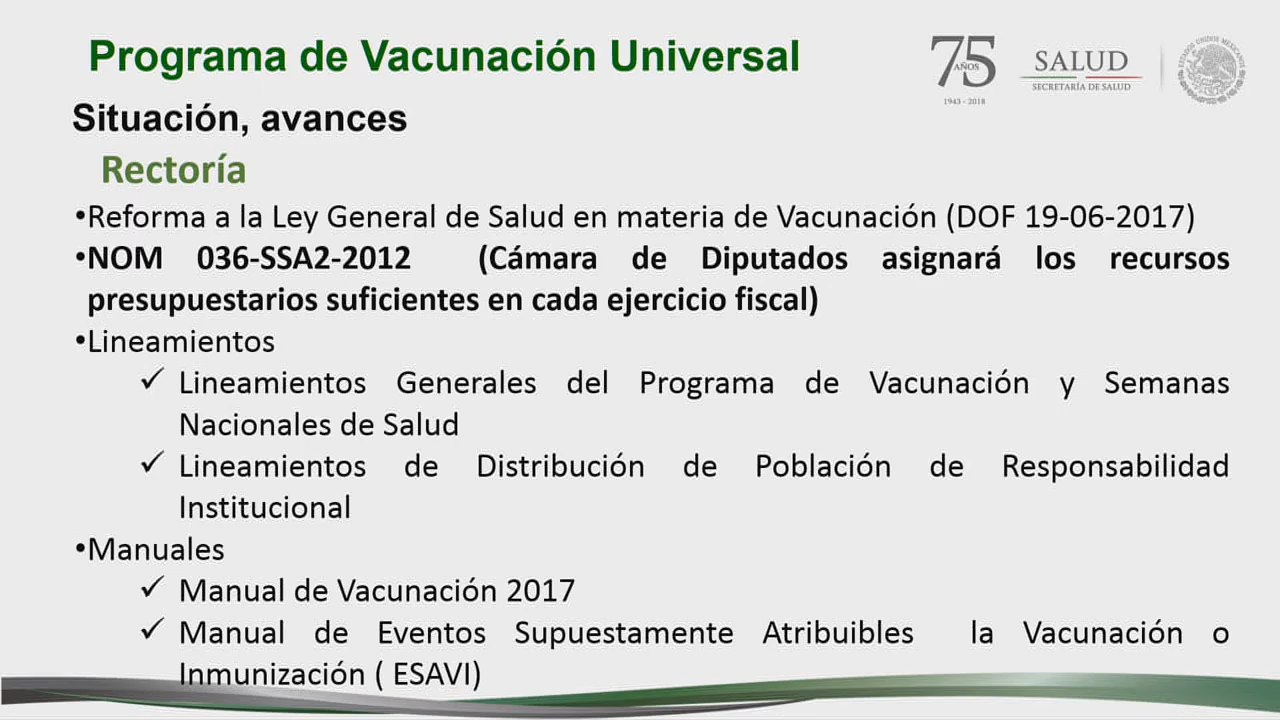 Programa de Vacunación Universal
75
AÑOS
1943 - 2018
SALUD
SECRETARÍA DE SALUD
ESTADOS UNIDOS MEXICANOS
Situación, avances
Rectoría
•Reforma a la Ley General de Salud en materia de Vacunación (DOF 19-06-2017)
•NOM 036-SSA2-2012 (Cámara de Diputados asignará los recursos
presupuestarios suficientes en cada ejercicio fiscal)
•Lineamientos
✓ Lineamientos Generales del Programa de Vacunación y Semanas
Nacionales de Salud
✓ Lineamientos de Distribución de Población de Responsabilidad
Institucional
•Manuales
✓ Manual de Vacunación 2017
✓ Manual de Eventos Supuestamente Atribuibles la Vacunación o
Inmunización ( ESAVI)